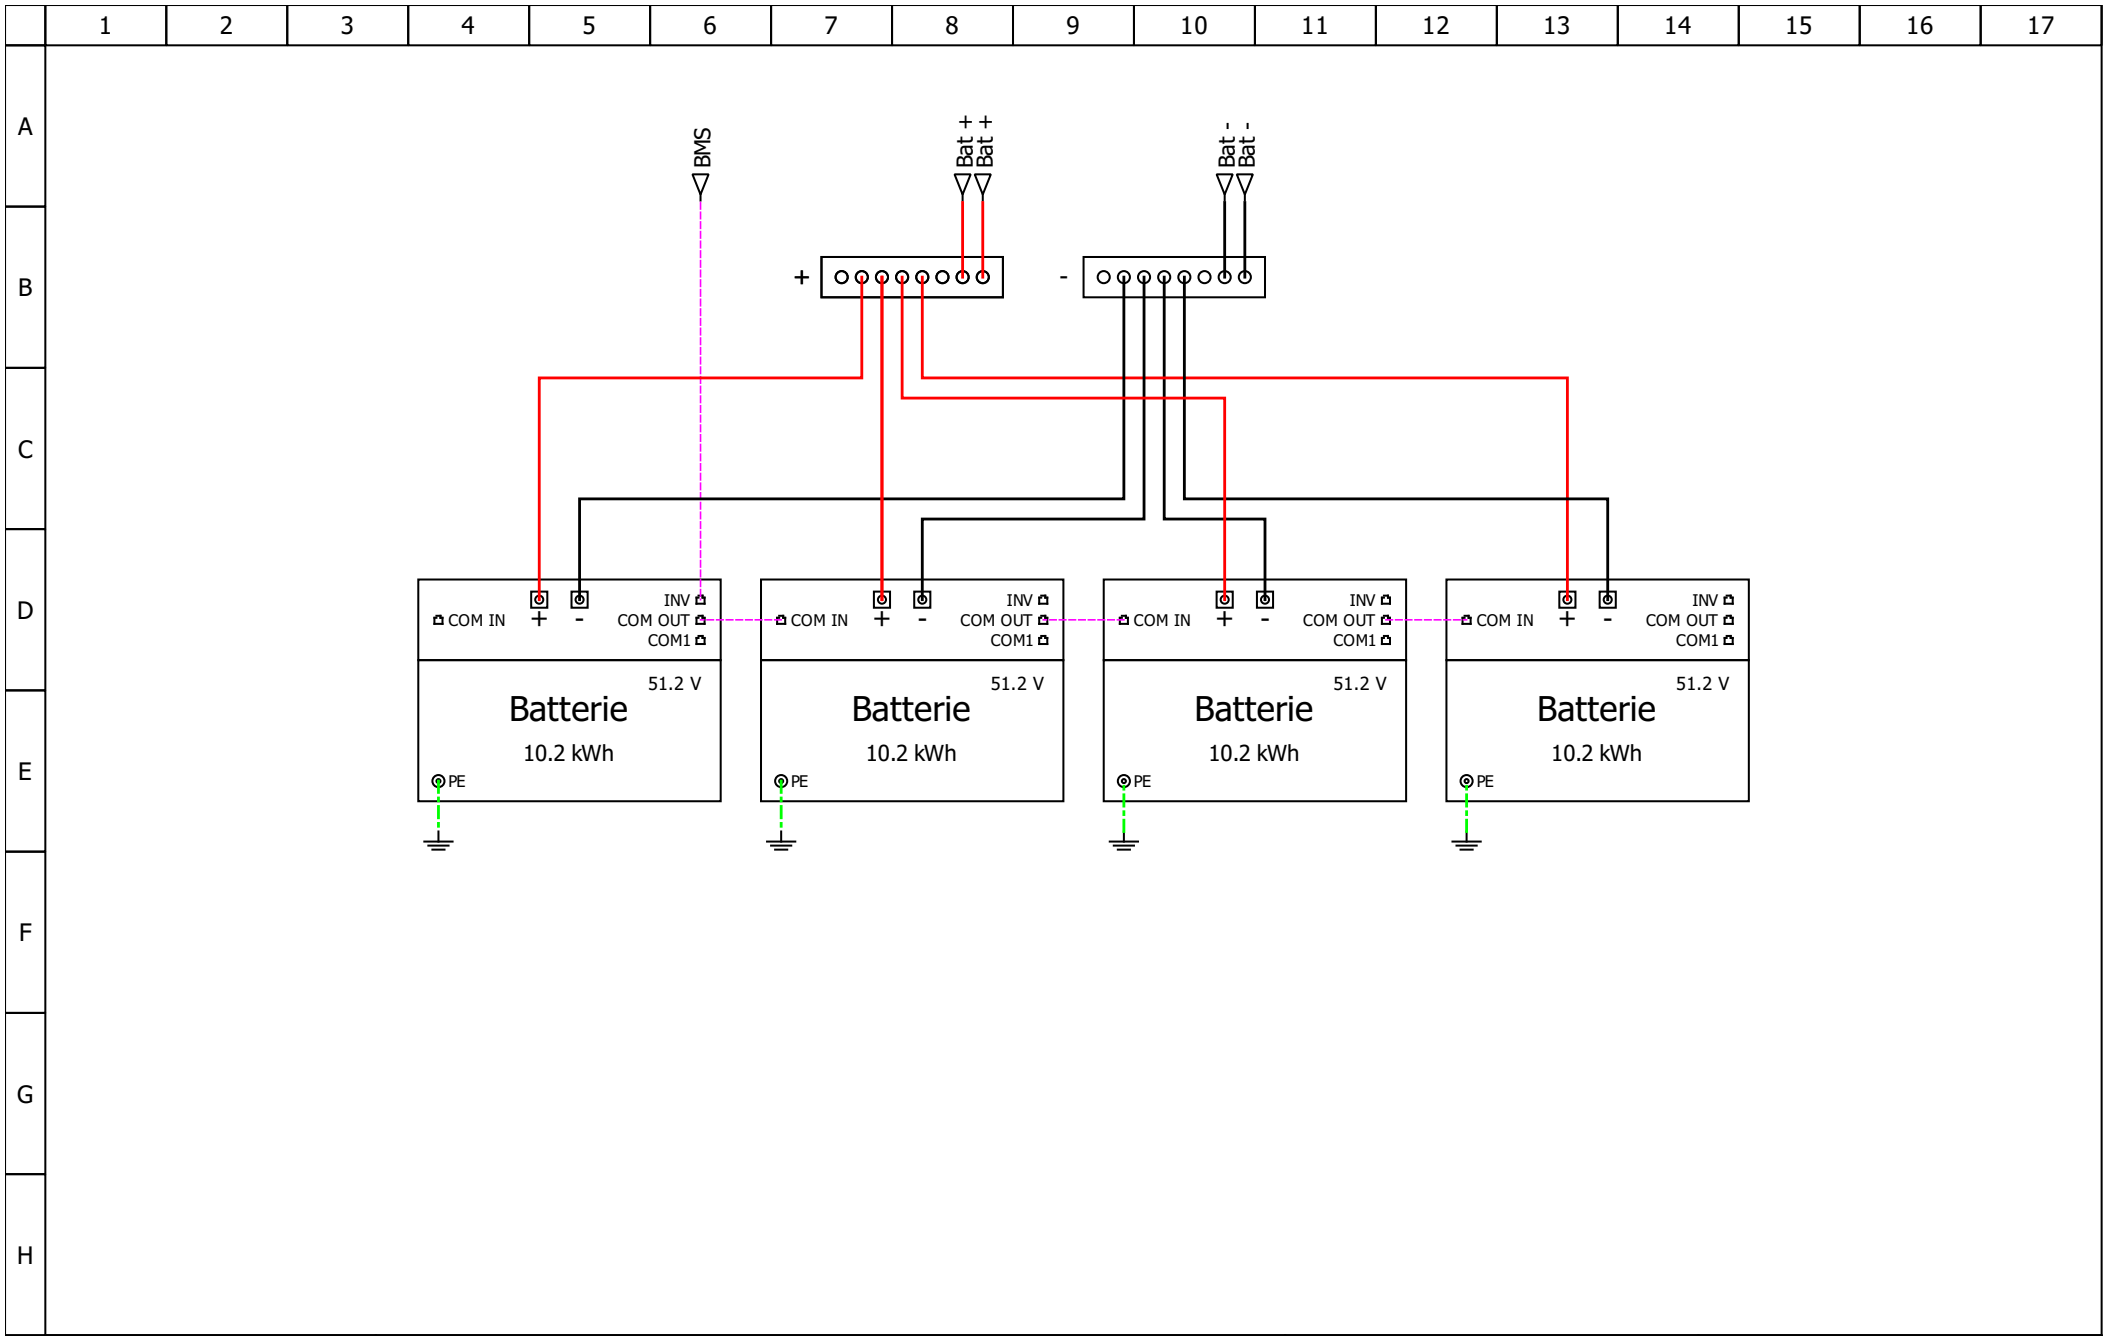 1 2 3 4 5 6 7 8 9 10 11 12 13 14 15 16 17
A
BMS
Bat +
Bat +
Bat -
Bat -
B
+
-
C
D
INV
COM IN + - COM OUT
COM1
51.2 V
Batterie
10.2 kWh
PE
INV
COM IN + - COM OUT
COM1
51.2 V
Batterie
10.2 kWh
PE
INV
COM IN + - COM OUT
COM1
51.2 V
Batterie
10.2 kWh
PE
INV
COM IN + - COM OUT
COM1
51.2 V
Batterie
10.2 kWh
PE
E
F
G
H